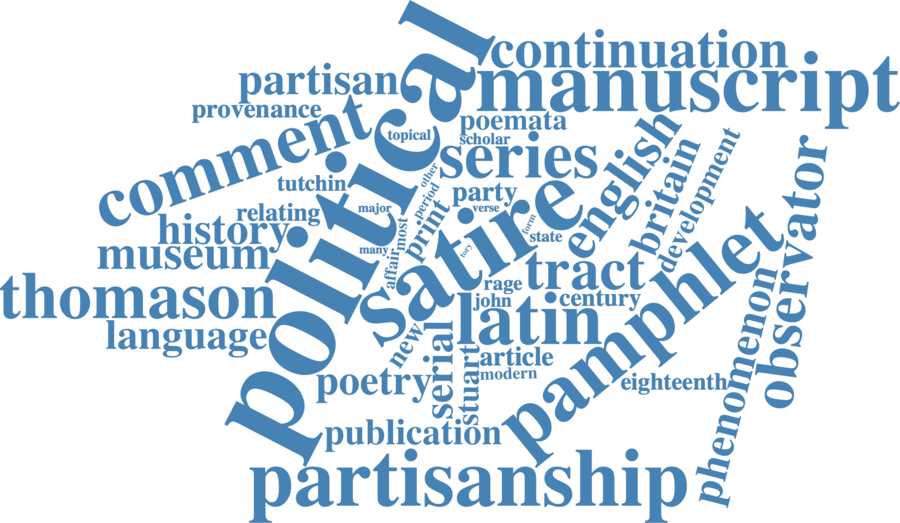 political
continuation
manuscript
partisan
provenance
comment
topical
poemata
scholar
series
english
britain
development
observator
tutchin
other
period
party
verse
satire
relating
major
most
print
form
state
history
many
affair
tory
museum
thomason
rage
tract
john
century
latin
pamphlet
phenomenon
language
new
serial
stuart
article
modern
poetry
eighteenth
publication
partisanship